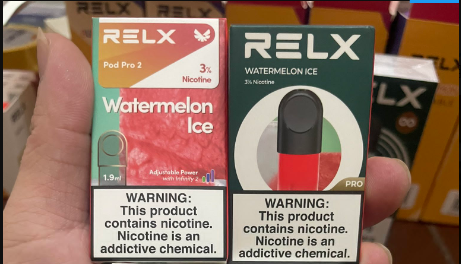 RELX
Pod Pro 2
3%
Nicotine
Watermelon
Ice
1.9ml
Adjustable Power
with Infinity 2
WARNING:
This product
contains nicotine.
Nicotine is an
addictive chemical.
RELX
WATERMELON ICE
3% Nicotine
PRO
WARNING:
This product
contains nicotine.
Nicotine is an
addictive chemical.
ELX